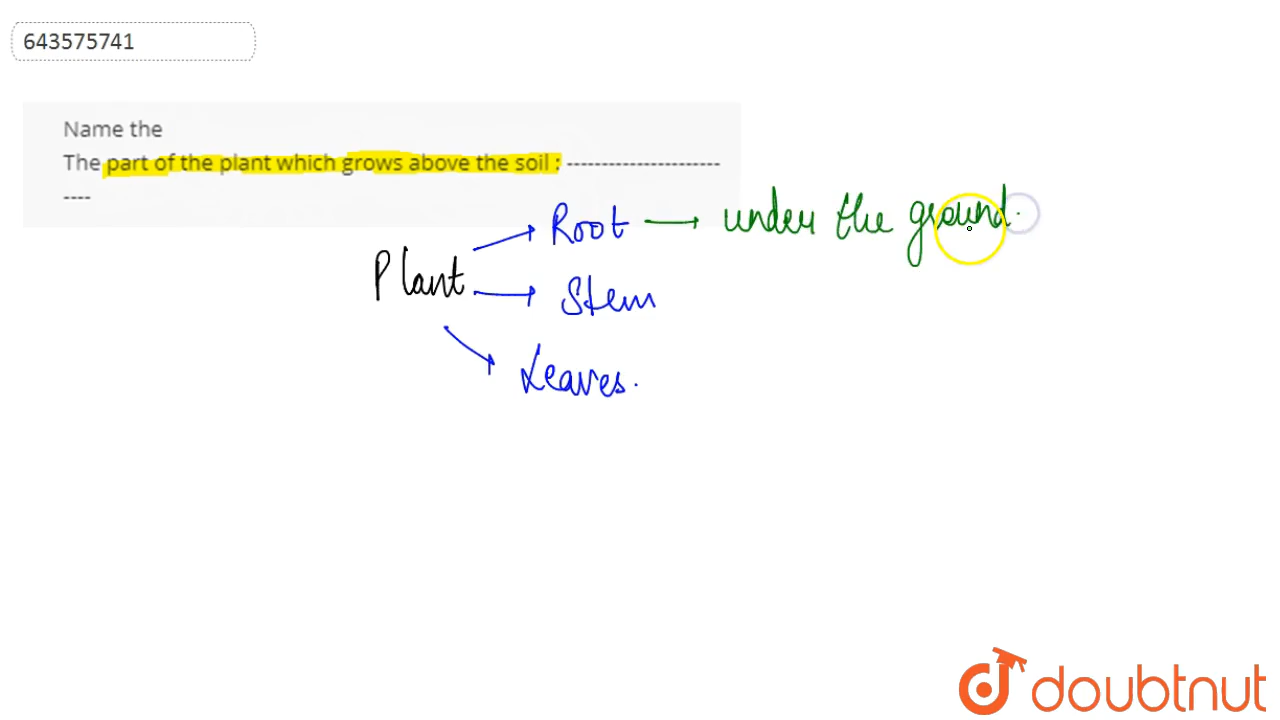 643575741
Name the
The part of the plant which grows above the soil : ----------------------
----
Root → under the ground.
Plant
Stem
Leaves.
doubtnut